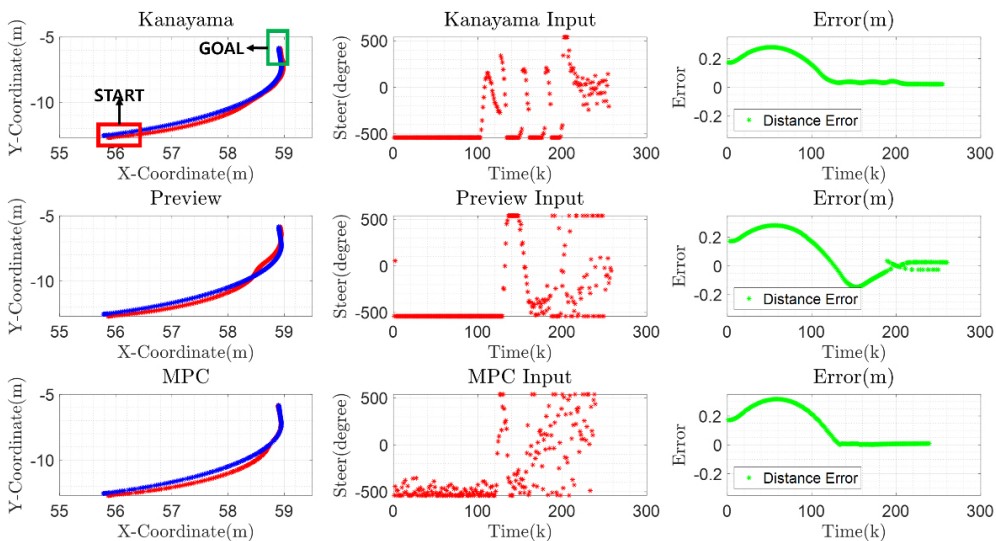 Kanayama
Y-Coordinate(m)
-5
-10
GOAL
START
55 56 57 58 59
X-Coordinate(m)
Kanayama Input
Steer(degree)
500
0
-540
0 100 200 300
Time(k)
Error(m)
Error
0.2
0
-0.2
Distance Error
0 100 200 300
Time(k)
Preview
Y-Coordinate(m)
-5
-10
55 56 57 58 59
X-Coordinate(m)
Preview Input
Steer(degree)
500
0
-500
0 100 200 300
Time(k)
Error(m)
Error
0.2
0
-0.2
Distance Error
0 100 200 300
Time(k)
MPC
Y-Coordinate(m)
-5
-10
55 56 57 58 59
X-Coordinate(m)
MPC Input
Steer(degree)
500
0
-500
0 100 200 300
Time(k)
Error(m)
Error
0.2
0
-0.2
Distance Error
0 100 200 300
Time(k)